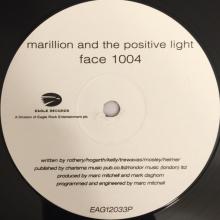 marillion and the positive light
face 1004
EAGLE RECORDS
A Division of Eagle Rock Entertainment plc
written by rothery/hogarth/kelly/trewavas/mosley/helmer
published by charisma music pub.co.ltd/rondor music (london) ltd
produced by marc mitchell and mark daghorn
programmed and engineered by marc mitchell
EAG12033P